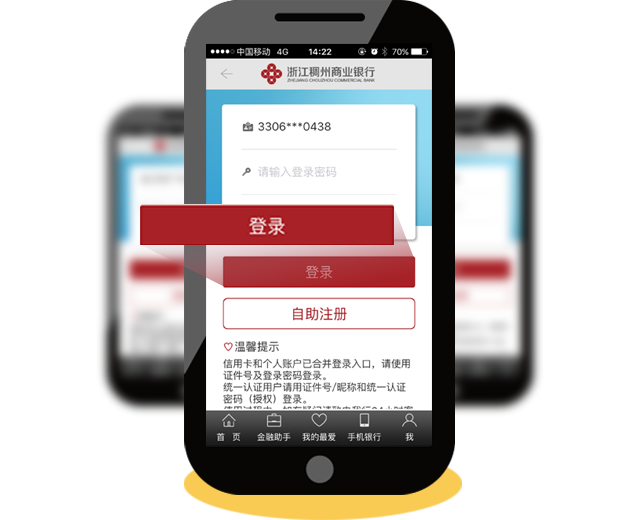 中国移动 4G 14:22 70%
浙江稠州商业银行
ZHEJIANG CHOUZHOU COMMERCIAL BANK
3306***0438
请输入登录密码
登录
登录
自助注册
温馨提示
信用卡和个人账户已合并登录入口，请使用
证件号及登录密码登录。
统一认证用户请用证件号/昵称和统一认证
密码（授权）登录。
首 页 金融助手 我的最爱 手机银行 我